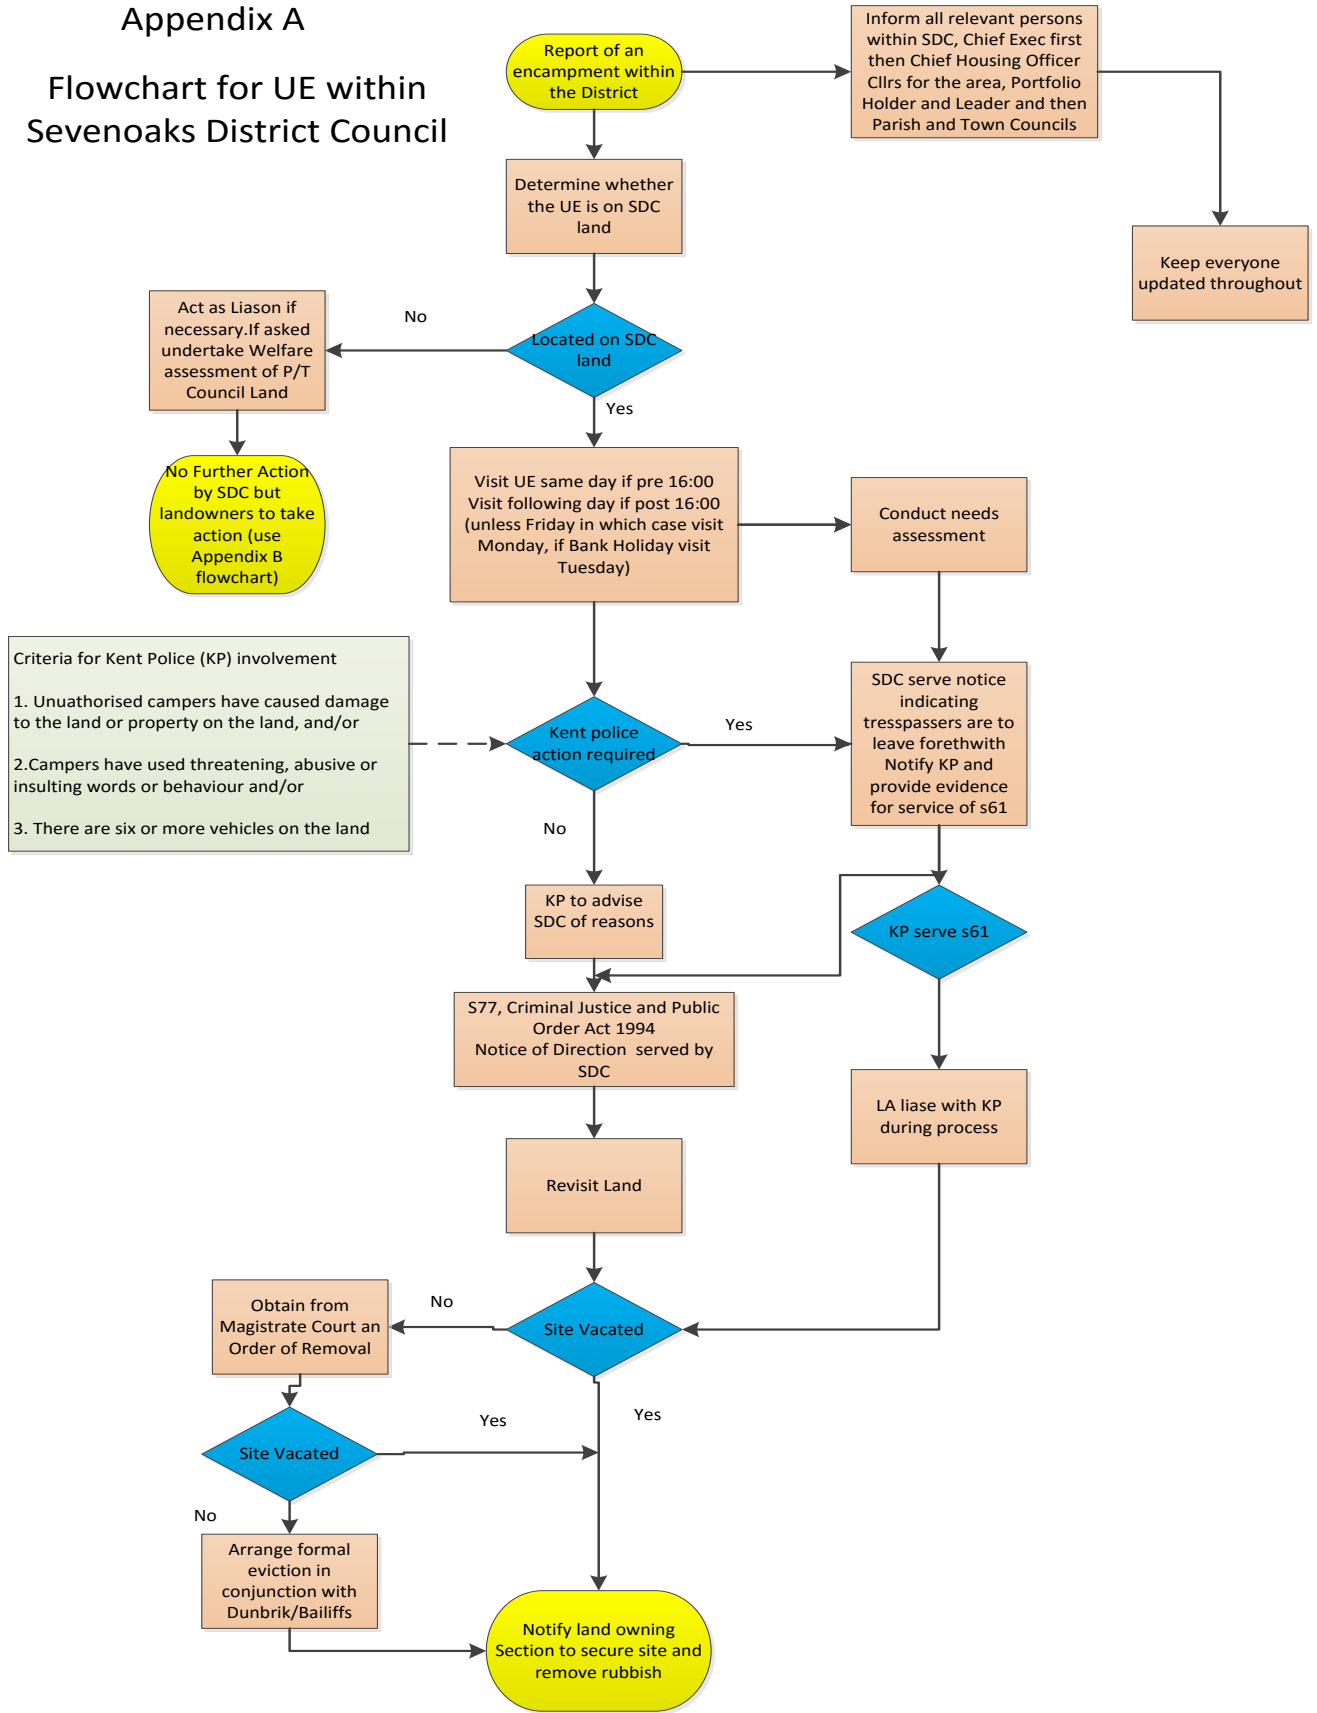 Appendix A
Flowchart for UE within
Sevenoaks District Council
Report of an
encampment within
the District
Inform all relevant persons
within SDC, Chief Exec first
then Chief Housing Officer
Cllrs for the area, Portfolio
Holder and Leader and then
Parish and Town Councils
Determine whether
the UE is on SDC
land
Keep everyone
updated throughout
Located on SDC
land
No
Act as Liason if
necessary.If asked
undertake Welfare
assessment of P/T
Council Land
Yes
No Further Action
by SDC but
landowners to take
action (use
Appendix B
flowchart)
Visit UE same day if pre 16:00
Visit following day if post 16:00
(unless Friday in which case visit
Monday, if Bank Holiday visit
Tuesday)
Conduct needs
assessment
Criteria for Kent Police (KP) involvement
1. Unuathorised campers have caused damage
to the land or property on the land, and/or
2.Campers have used threatening, abusive or
insulting words or behaviour and/or
3. There are six or more vehicles on the land
Kent police
action required
Yes
SDC serve notice
indicating
tresspassers are to
leave forethwith
Notify KP and
provide evidence
for service of s61
No
KP to advise
SDC of reasons
KP serve s61
S77, Criminal Justice and Public
Order Act 1994
Notice of Direction  served by
SDC
LA liase with KP
during process
Revisit Land
Site Vacated
No
Obtain from
Magistrate Court an
Order of Removal
Yes
Site Vacated
Yes
No
Arrange formal
eviction in
conjunction with
Dunbrik/Bailiffs
Notify land owning
Section to secure site and
remove rubbish